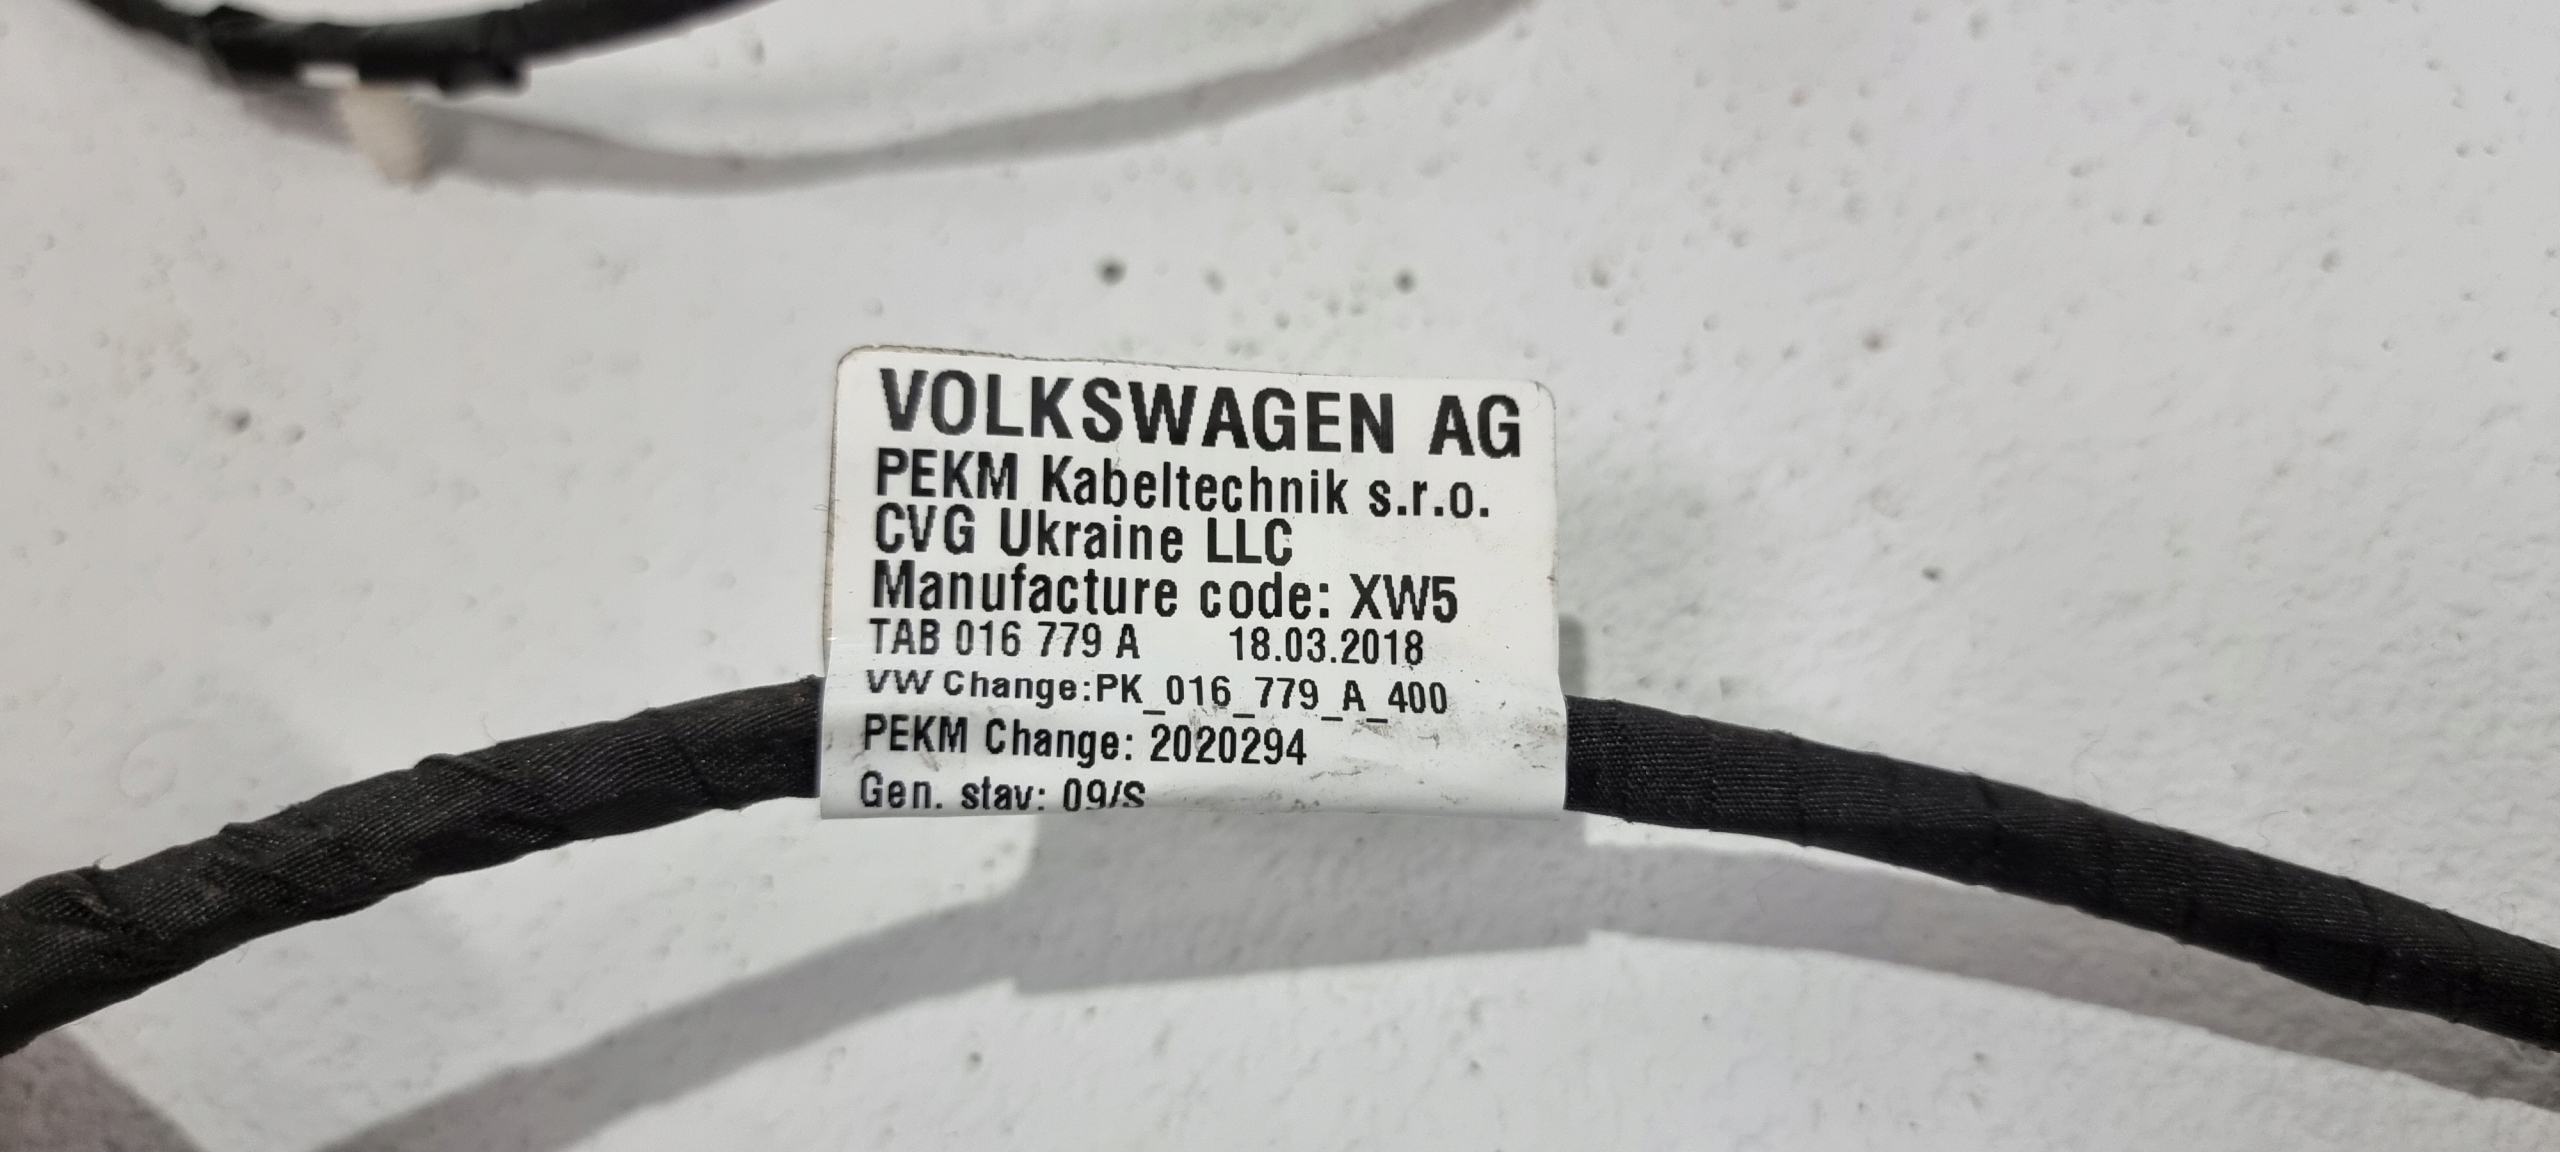 VOLKSWAGEN AG
PEKM Kabeltechnik s.r.o.
CVG Ukraine LLC
Manufacture code: XW5
TAB 016 779 A 18.03.2018
VW Change:PK_016_779_A_400
PEKM Change: 2020294
Gen. stav: 09/S